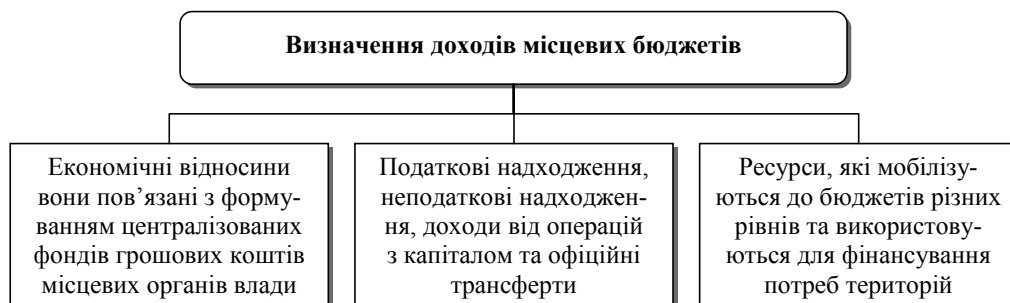 Визначення доходів місцевих бюджетів
Економічні відносини
вони пов’язані з форму-
ванням централізованих
фондів грошових коштів
місцевих органів влади
Податкові надходження,
неподаткові надходжен-
ня, доходи від операцій
з капіталом та офіційні
трансферти
Ресурси, які мобілізу-
ються до бюджетів різних
рівнів та використову-
ються для фінансування
потреб територій